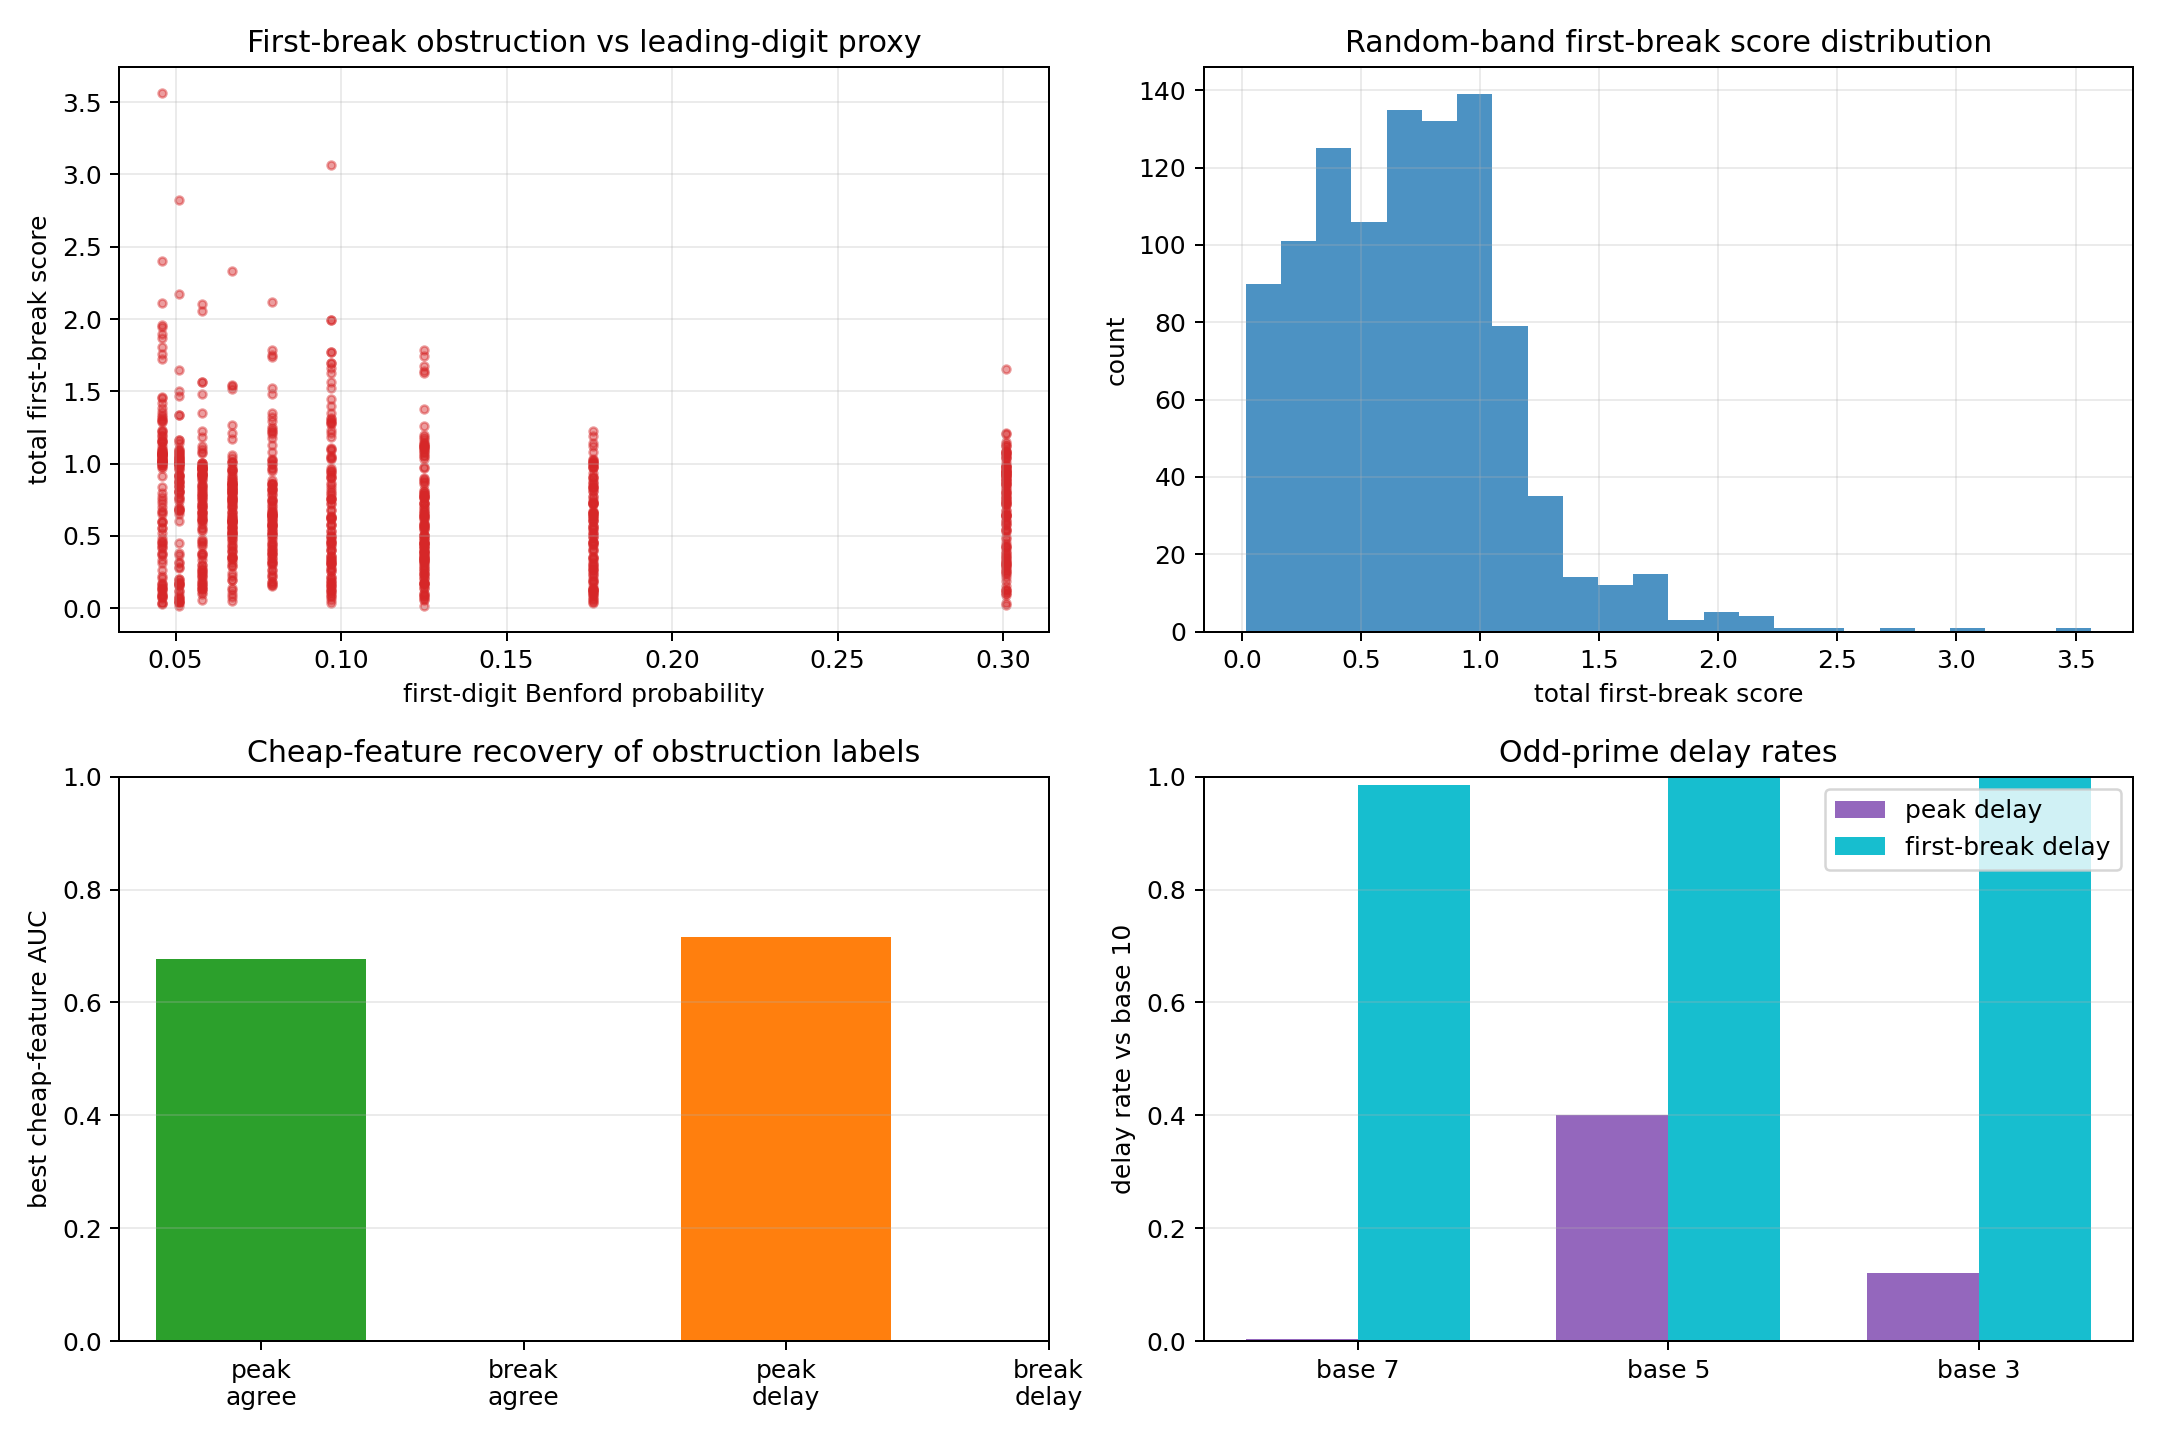 First-break obstruction vs leading-digit proxy
total first-break score
3.5
3.0
2.5
2.0
1.5
1.0
0.5
0.0
0.05 0.10 0.15 0.20 0.25 0.30
first-digit Benford probability
Random-band first-break score distribution
count
140
120
100
80
60
40
20
0
0.0 0.5 1.0 1.5 2.0 2.5 3.0 3.5
total first-break score
Cheap-feature recovery of obstruction labels
best cheap-feature AUC
1.0
0.8
0.6
0.4
0.2
0.0
peak break peak break
agree agree delay delay
Odd-prime delay rates
delay rate vs base 10
1.0
0.8
0.6
0.4
0.2
0.0
peak delay
first-break delay
base 7 base 5 base 3